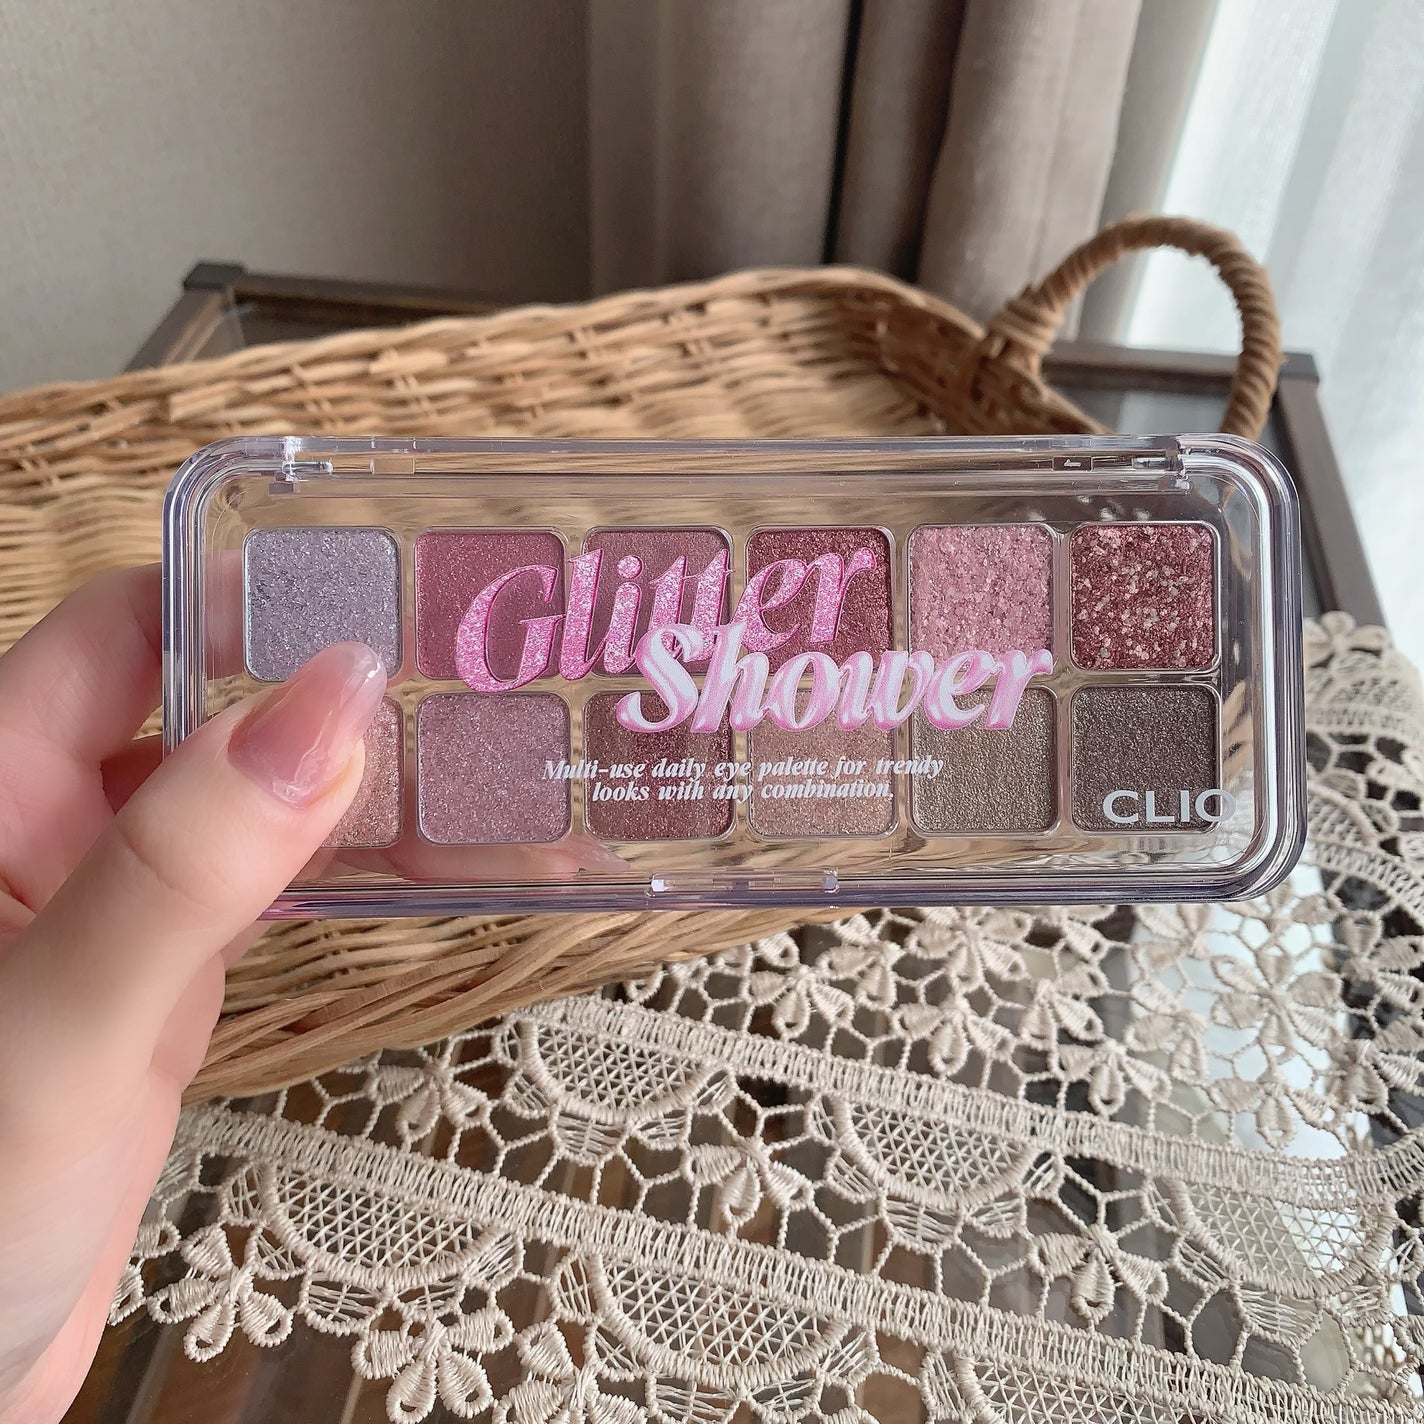 Glitter
Shower
Multi-use daily eye palette for trendy
looks with any combination.
CLIO